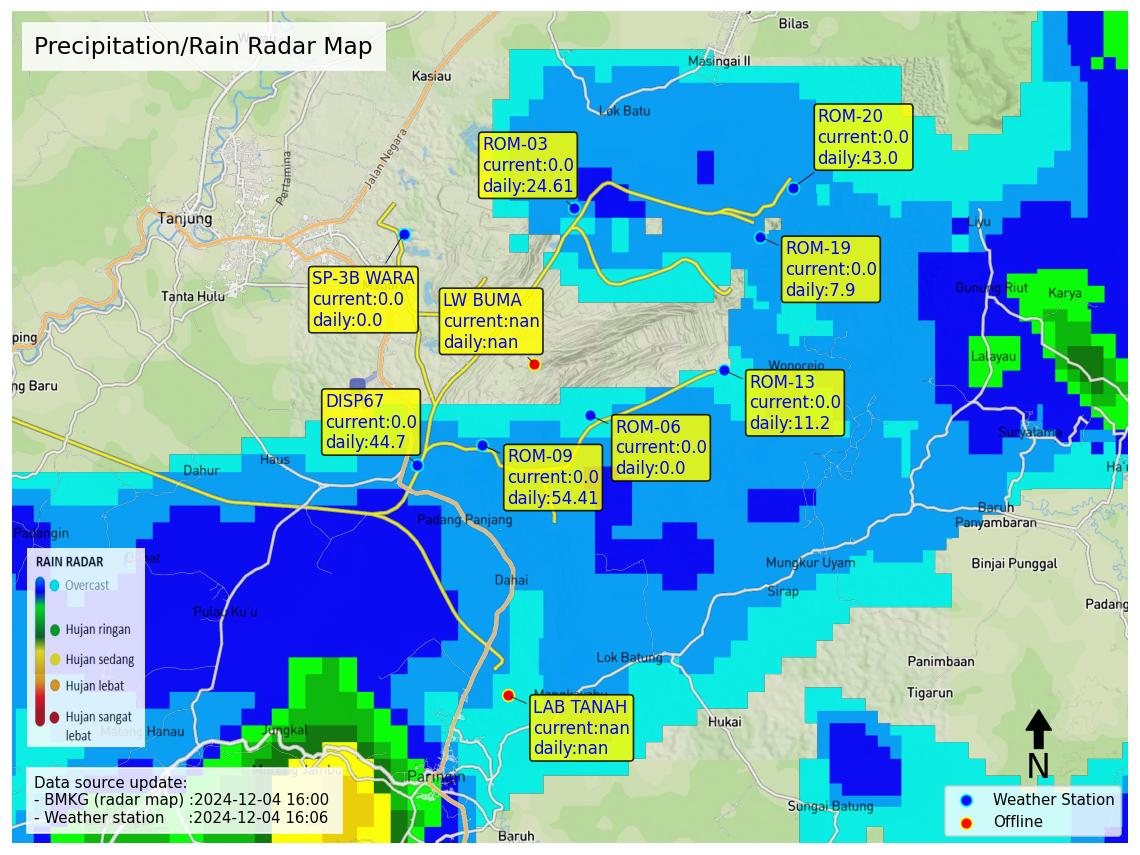 Precipitation/Rain Radar Map
Bilas
Masingai II
Kasiau
Lok Batu
Jalan Negara
Pertamina
Tanjung
Tanta Hulu
ping
ng Baru
ROM-20
current:0.0
daily:43.0
ROM-03
current:0.0
daily:24.61
ROM-19
current:0.0
daily:7.9
Liyu
Gunung Riut
Karya
Lalayau
SP-3B WARA
current:0.0
daily:0.0
LW BUMA
current:nan
daily:nan
Wonorejo
ROM-13
current:0.0
daily:11.2
DISP67
current:0.0
daily:44.7
ROM-06
current:0.0
daily:0.0
Suryatama
Ha'u
ROM-09
current:0.0
daily:54.41
Haus
Dahur
Padang Panjang
Padangin
Baruh
Panyambaran
Binjai Punggal
Mungkur Uyam
Sirap
Padang
Dahai
Pulau Ku'u
RAIN RADAR
Overcast
Hujan ringan
Hujan sedang
Hujan lebat
Hujan sangat
lebat
Lok Batung
Panimbaan
Tigarun
Hukai
LAB TANAH
current:nan
daily:nan
Jungkal
Paringin
Sungai Batung
Baruh
Data source update:
- BMKG (radar map) :2024-12-04 16:00
- Weather station :2024-12-04 16:06
N
Weather Station
Offline